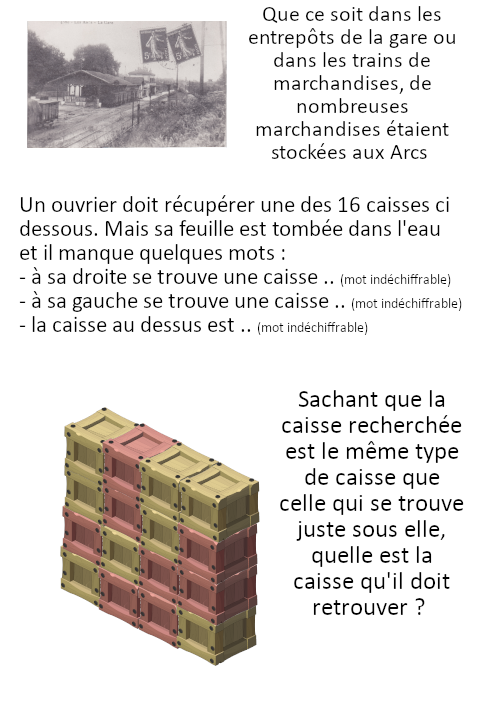 Que ce soit dans les
entrepôts de la gare ou
dans les trains de
marchandises, de
nombreuses
marchandises étaient
stockées aux Arcs
Un ouvrier doit récupérer une des 16 caisses ci
dessous. Mais sa feuille est tombée dans l'eau
et il manque quelques mots :
- à sa droite se trouve une caisse .. (mot indéchiffrable)
- à sa gauche se trouve une caisse .. (mot indéchiffrable)
- la caisse au dessus est .. (mot indéchiffrable)
Sachant que la
caisse recherchée
est le même type
de caisse que
celle qui se trouve
juste sous elle,
quelle est la
caisse qu'il doit
retrouver ?